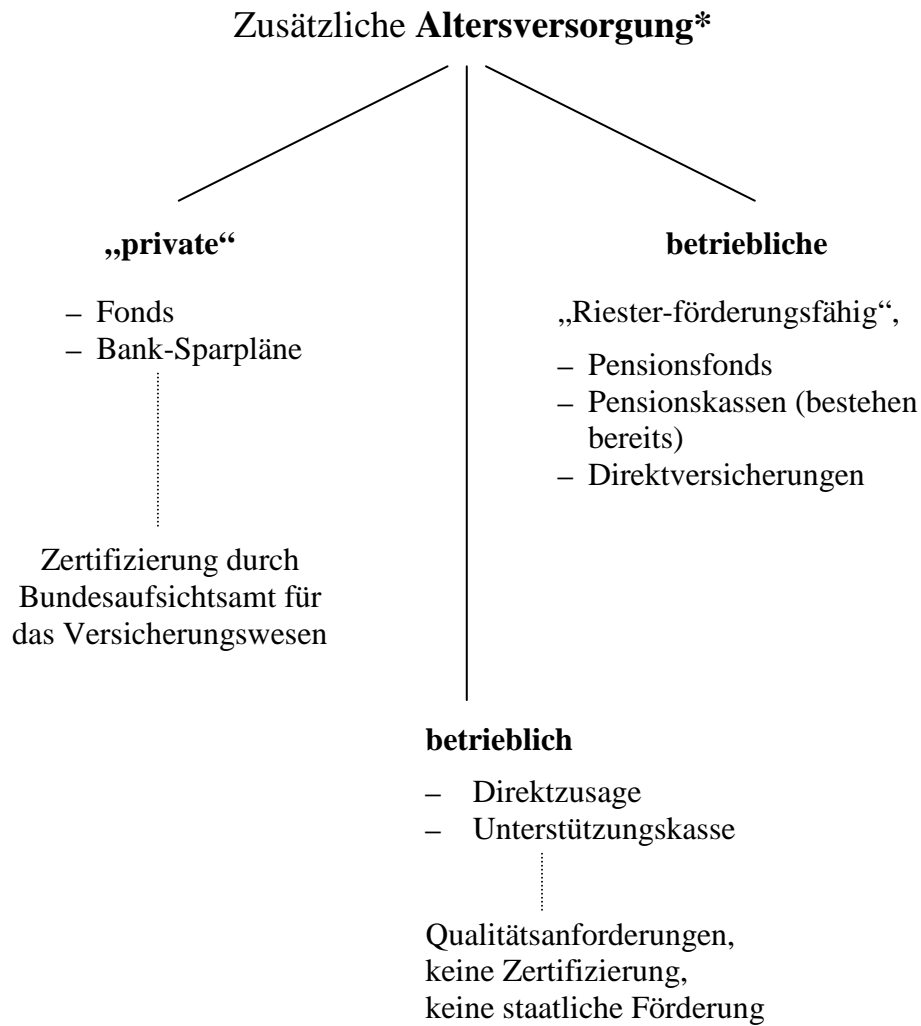 Zusätzliche Altersversorgung*
„private“
– Fonds
– Bank-Sparpläne
Zertifizierung durch
Bundesaufsichtsamt für
das Versicherungswesen
betriebliche
„Riester-förderungsfähig“,
– Pensionsfonds
– Pensionskassen (bestehen
bereits)
– Direktversicherungen
betrieblich
– Direktzusage
– Unterstützungskasse
Qualitätsanforderungen,
keine Zertifizierung,
keine staatliche Förderung